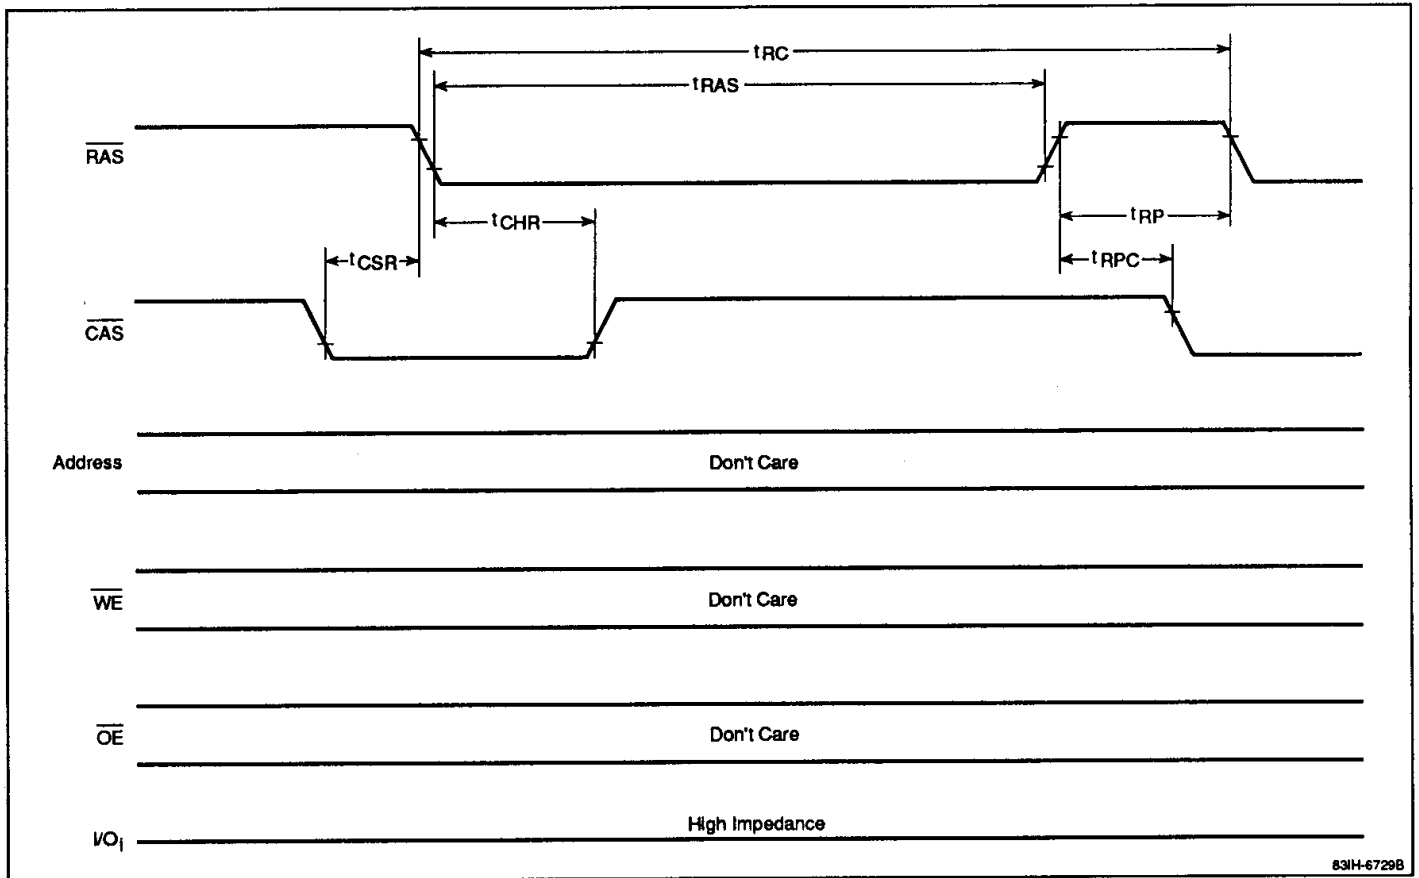 tRC
tRAS
RAS
tCHR
tRP
tCSR
tRPC
CAS
Address Don't Care
WE Don't Care
OE Don't Care
High Impedance
I/Oi
83IH-6729B